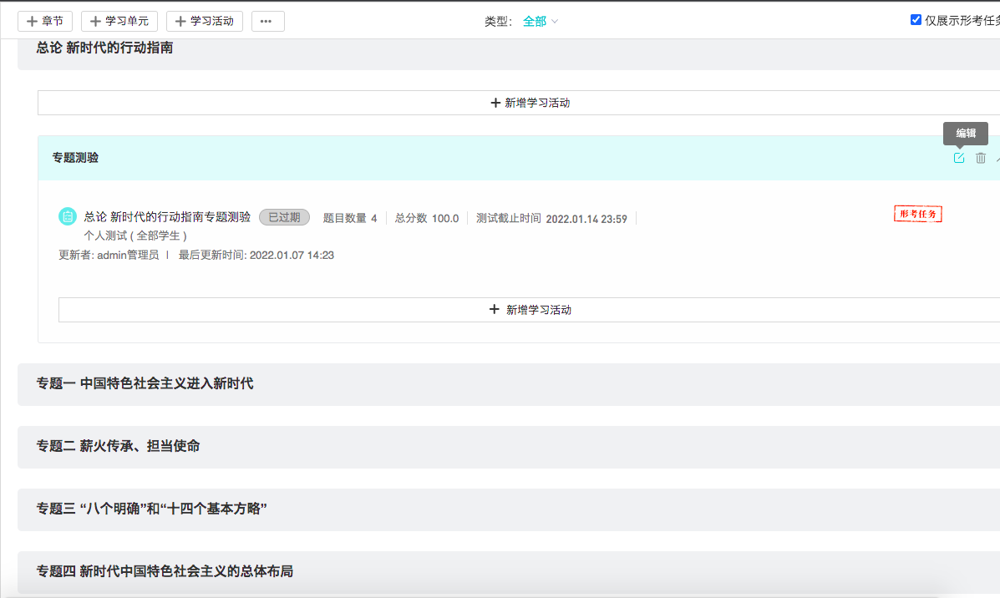 章节 学习单元 学习活动 ••• 类型: 全部 仅展示形考任务
总论 新时代的行动指南
新增学习活动
编辑
专题测验
总论 新时代的行动指南专题测验 已过期 题目数量 4 总分数 100.0 测试截止时间 2022.01.14 23:59 形考任务
个人测试 ( 全部学生 )
更新者: admin管理员 | 最后更新时间: 2022.01.07 14:23
新增学习活动
专题一 中国特色社会主义进入新时代
专题二 薪火传承、担当使命
专题三 “八个明确”和“十四个基本方略”
专题四 新时代中国特色社会主义的总体布局